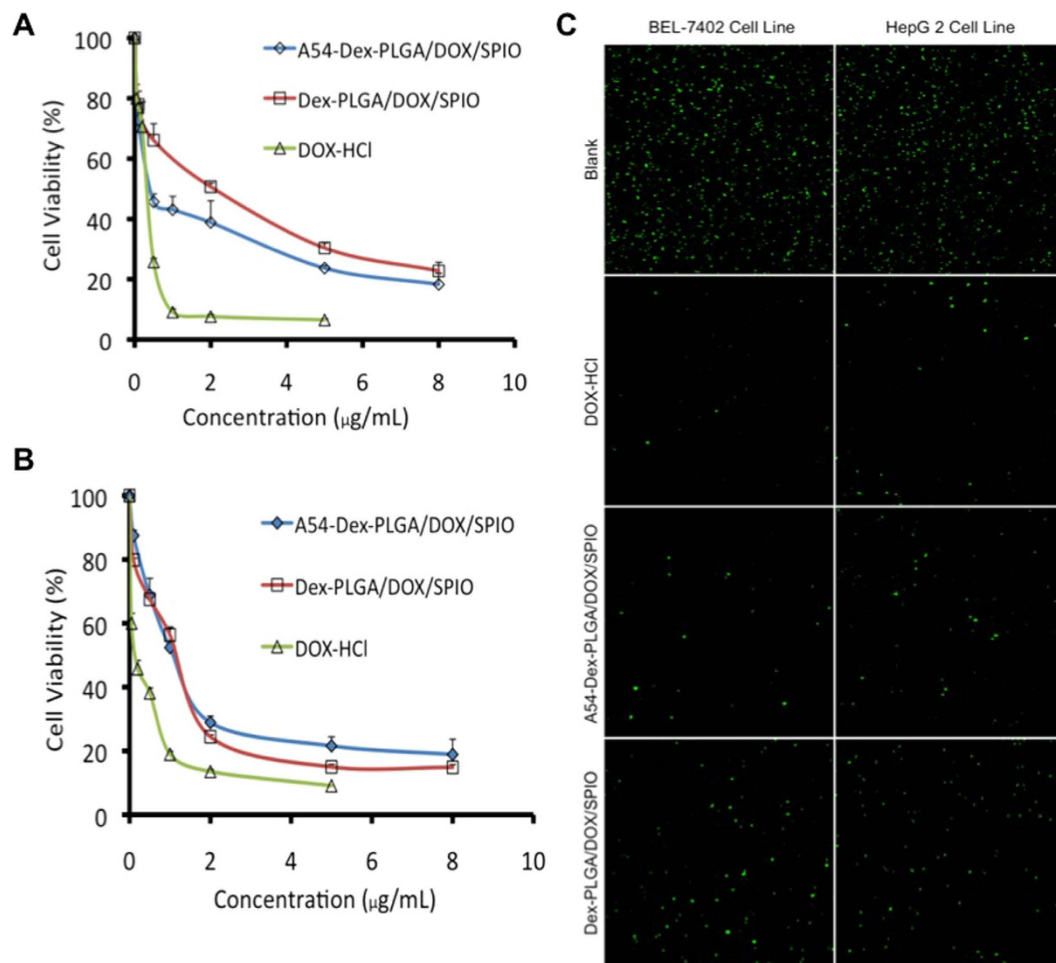 A
100
80
60
40
20
0
Cell Viability (%)
A54-Dex-PLGA/DOX/SPIO
Dex-PLGA/DOX/SPIO
DOX-HCl
0 2 4 6 8 10
Concentration (μg/mL)
B
100
80
60
40
20
0
Cell Viability (%)
A54-Dex-PLGA/DOX/SPIO
Dex-PLGA/DOX/SPIO
DOX-HCl
0 2 4 6 8 10
Concentration (μg/mL)
C
BEL-7402 Cell Line HepG 2 Cell Line
Blank
DOX-HCl
A54-Dex-PLGA/DOX/SPIO
Dex-PLGA/DOX/SPIO